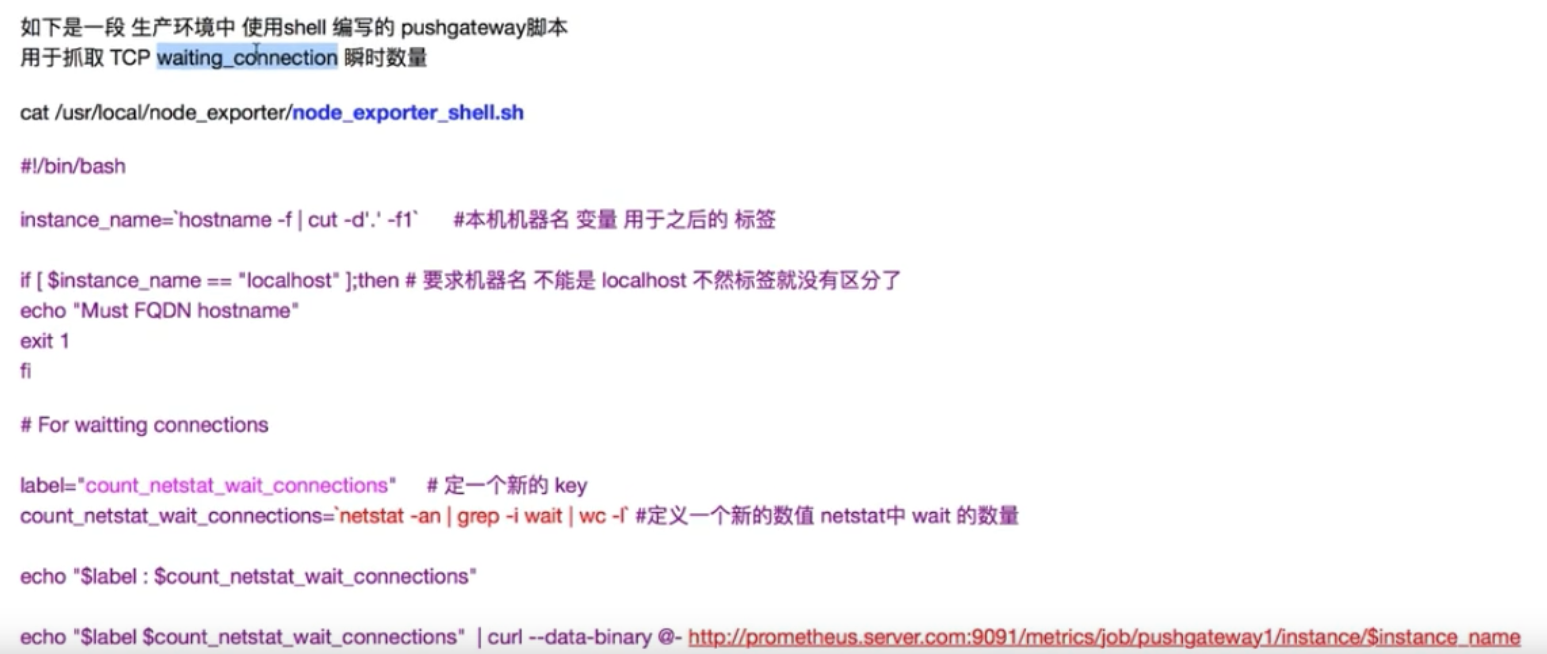 如下是一段 生产环境中 使用shell 编写的 pushgateway脚本
用于抓取 TCP waiting_connection 瞬时数量
cat /usr/local/node_exporter/node_exporter_shell.sh
#!/bin/bash
instance_name=`hostname -f | cut -d'.' -f1` #本机机器名 变量 用于之后的 标签
if [ $instance_name == "localhost" ];then # 要求机器名 不能是 localhost 不然标签就没有区分了
echo "Must FQDN hostname"
exit 1
fi
# For waitting connections
label="count_netstat_wait_connections" # 定一个新的 key
count_netstat_wait_connections=`netstat -an | grep -i wait | wc -l` #定义一个新的数值 netstat中 wait 的数量
echo "$label : $count_netstat_wait_connections"
echo "$label $count_netstat_wait_connections" | curl --data-binary @- http://prometheus.server.com:9091/metrics/job/pushgateway1/instance/$instance_name